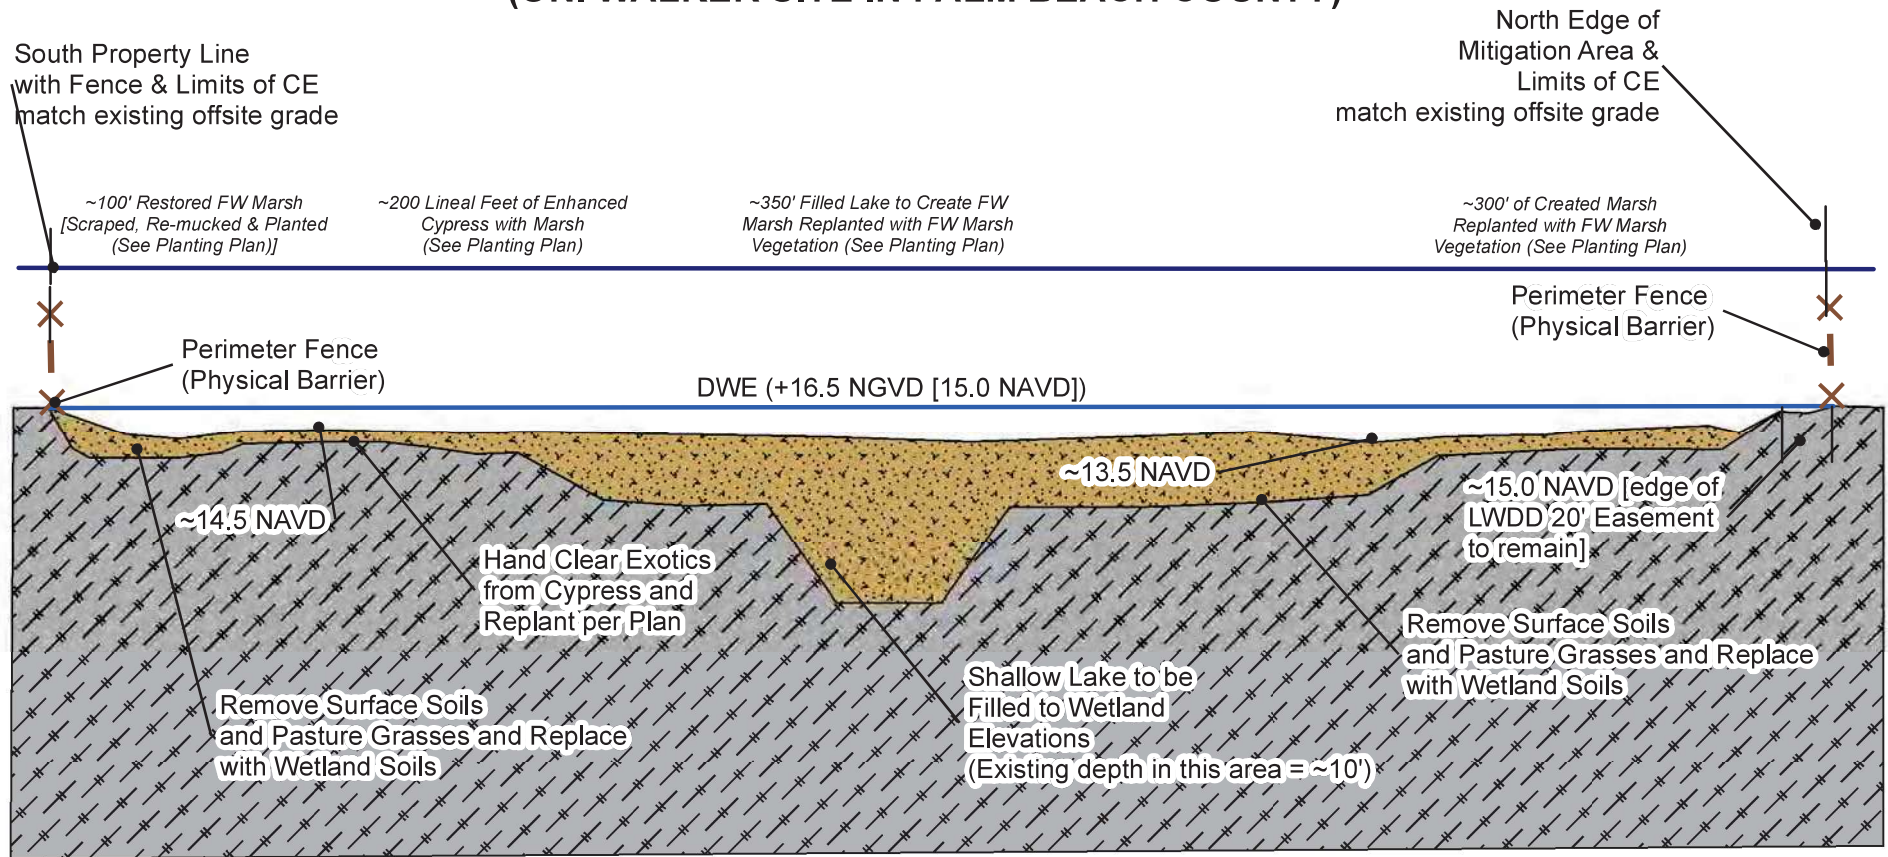 South Property Line
with Fence & Limits of CE
match existing offsite grade
North Edge of
Mitigation Area &
Limits of CE
match existing offsite grade
~100' Restored FW Marsh
[Scraped, Re-mucked & Planted
(See Planting Plan)]
~200 Lineal Feet of Enhanced
Cypress with Marsh
(See Planting Plan)
~350' Filled Lake to Create FW
Marsh Replanted with FW Marsh
Vegetation (See Planting Plan)
~300' of Created Marsh
Replanted with FW Marsh
Vegetation (See Planting Plan)
Perimeter Fence
(Physical Barrier)
Perimeter Fence
(Physical Barrier)
DWE (+16.5 NGVD [15.0 NAVD])
~13.5 NAVD
~14.5 NAVD
~15.0 NAVD [edge of
LWDD 20' Easement
to remain]
Hand Clear Exotics
from Cypress and
Replant per Plan
Remove Surface Soils
and Pasture Grasses and Replace
with Wetland Soils
Shallow Lake to be
Filled to Wetland
Elevations
(Existing depth in this area = ~10')
Remove Surface Soils
and Pasture Grasses and Replace
with Wetland Soils